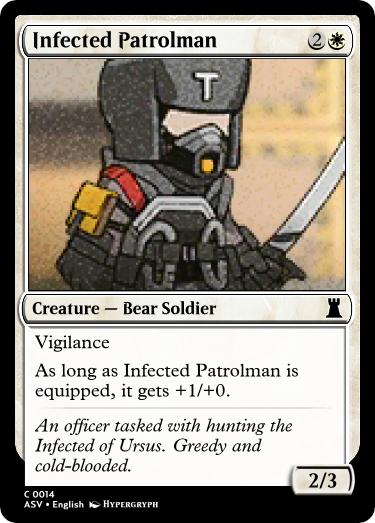 Infected Patrolman 2
T
Creature — Bear Soldier
Vigilance
As long as Infected Patrolman is
equipped, it gets +1/+0.
An officer tasked with hunting the
Infected of Ursus. Greedy and
cold-blooded.
2/3
C 0014
ASV • English HYPERGRYPH